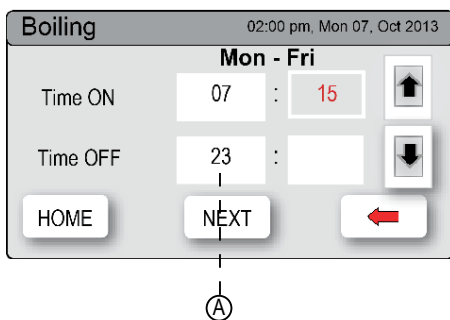 Boiling 02:00 pm, Mon 07, Oct 2013
Mon - Fri
Time ON 07 : 15
Time OFF 23 :
HOME NEXT
A